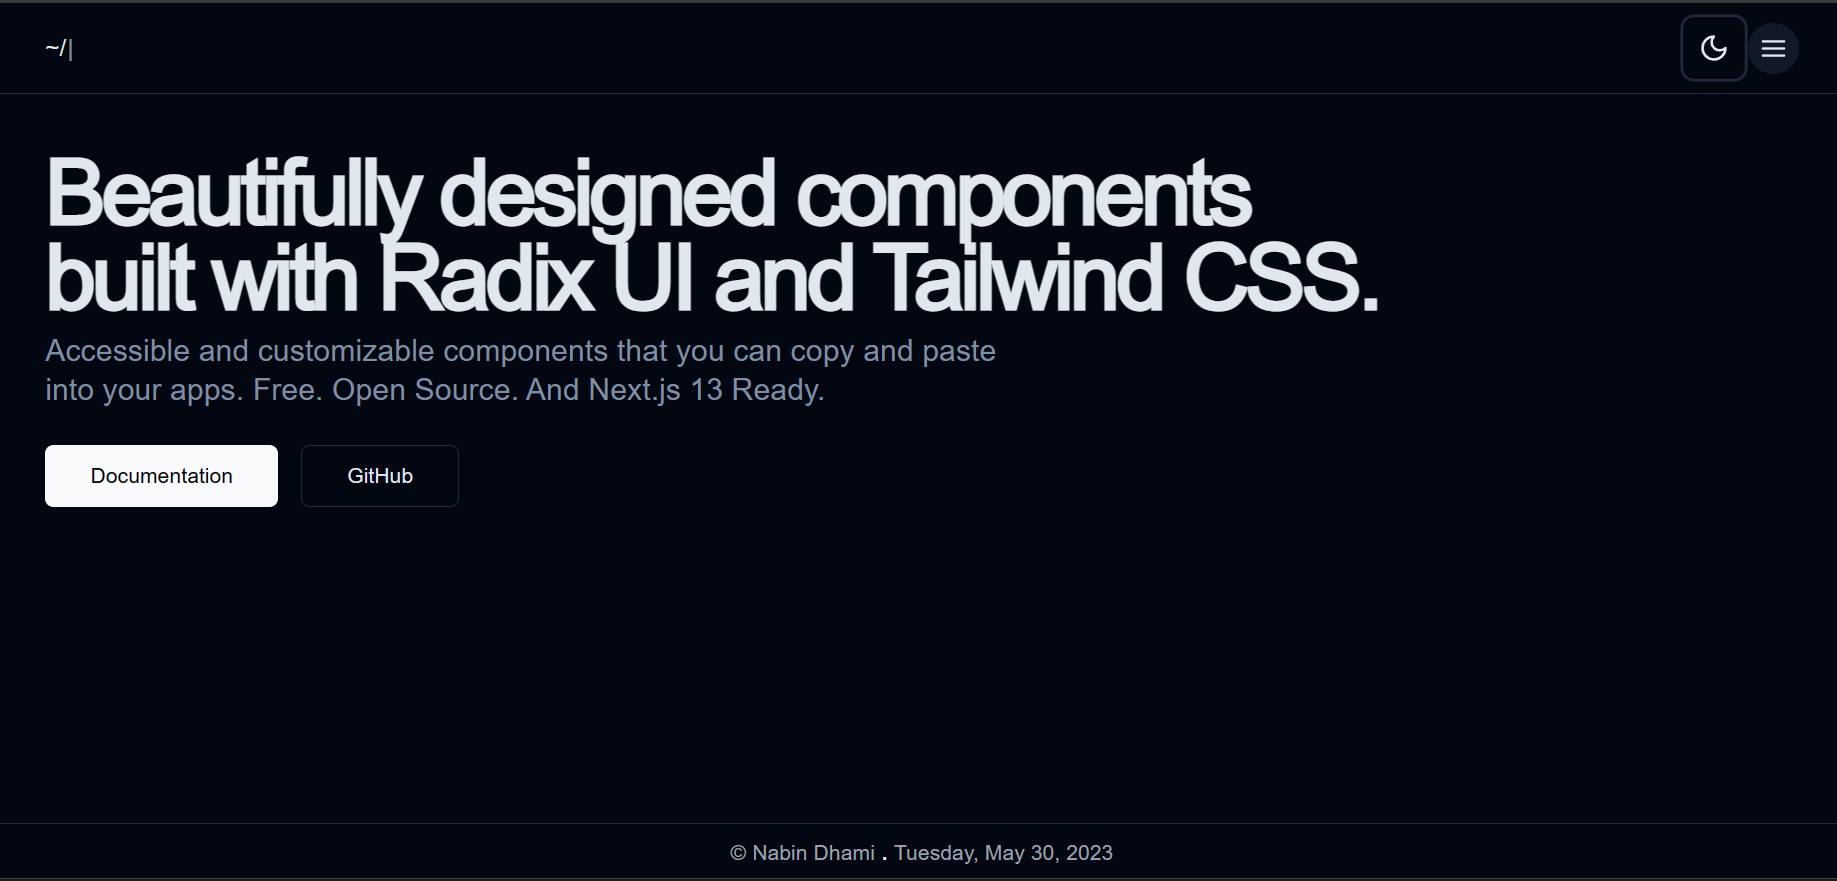 ~/|
Beautifully designed components
built with Radix UI and Tailwind CSS.
Accessible and customizable components that you can copy and paste
into your apps. Free. Open Source. And Next.js 13 Ready.
Documentation
GitHub
© Nabin Dhami . Tuesday, May 30, 2023